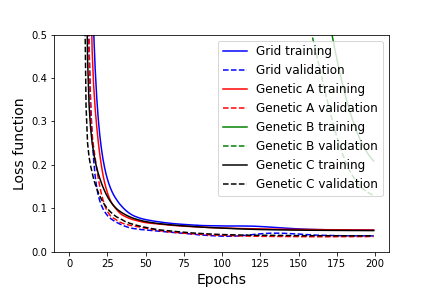 0.5
0.4
0.3
0.2
0.1
0.0
Loss function
Grid training
Grid validation
Genetic A training
Genetic A validation
Genetic B training
Genetic B validation
Genetic C training
Genetic C validation
0 25 50 75 100 125 150 175 200
Epochs